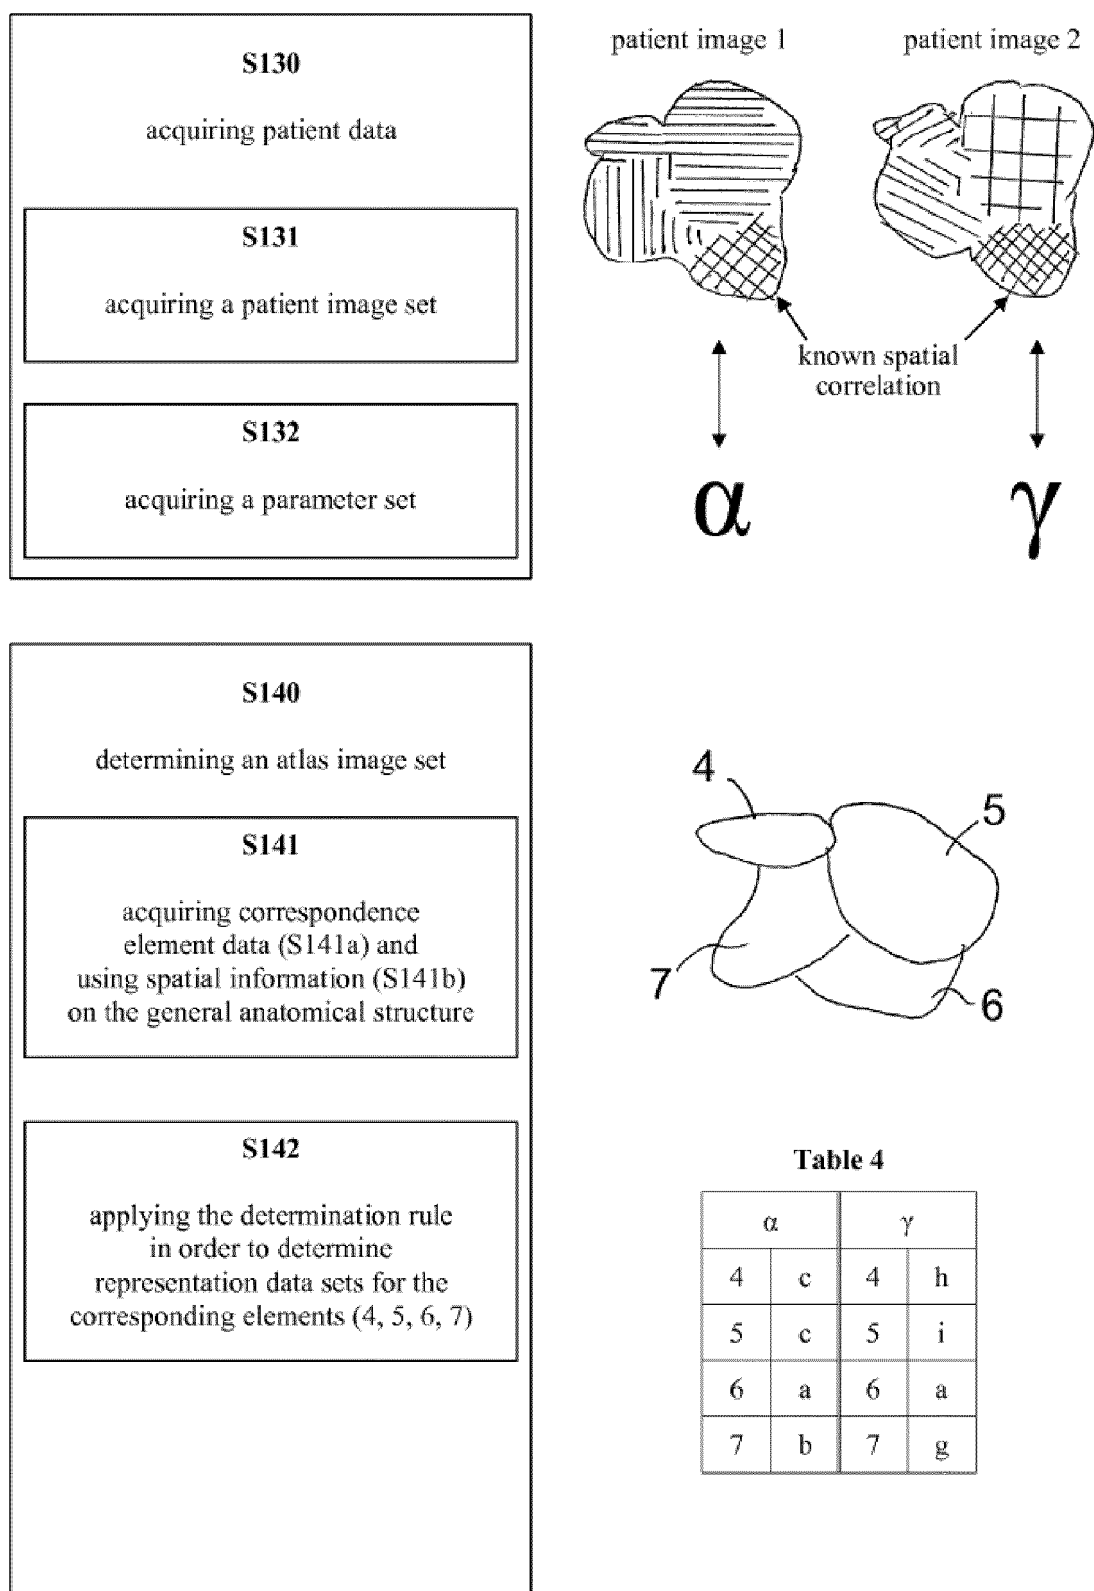 S130
acquiring patient data
S131
acquiring a patient image set
S132
acquiring a parameter set
patient image 1
patient image 2
known spatial
correlation
α
γ
S140
determining an atlas image set
S141
acquiring correspondence
element data (S141a) and
using spatial information (S141b)
on the general anatomical structure
S142
applying the determination rule
in order to determine
representation data sets for the
corresponding elements (4, 5, 6, 7)
4
5
7
6
Table 4
α γ
4 c 4 h
5 c 5 i
6 a 6 a
7 b 7 g